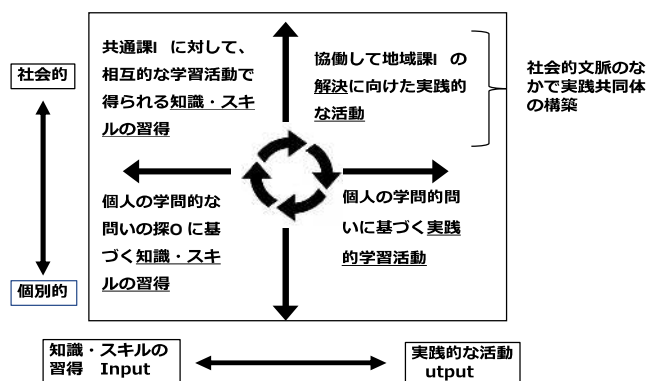 共通課I に対して、
相互的な学習活動で
得られる知識・スキ
ルの習得
協働して地域課I の
解決に向けた実践的
な活動
社会的文脈のな
かで実践共同体
の構築
社会的
個人の学問的な
問いの探O に基
づく知識・スキ
ルの習得
個人の学問的問
いに基づく実践
的学習活動
個別的
知識・スキルの
習得 Input
実践的な活動
utput